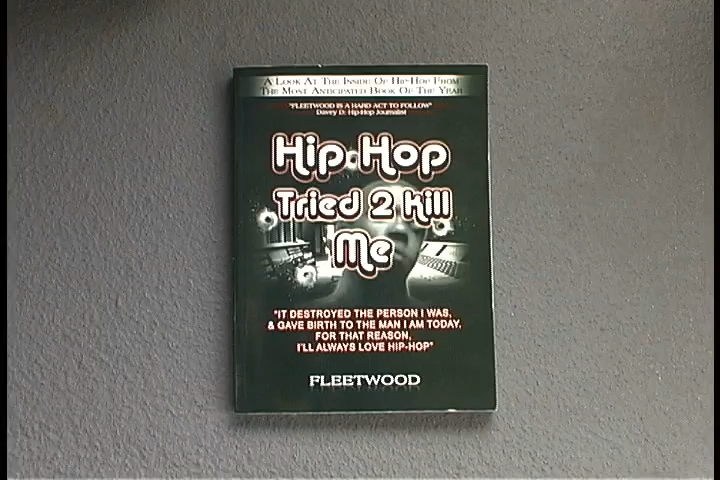 A Look At The Inside Of Hip-Hop From
The Most Anticipated Book Of The Year
"FLEETWOOD IS A HARD ACT TO FOLLOW"
Davey D: Hip-Hop Journalist
Hip Hop
Tried 2 Kill
Me
"IT DESTROYED THE PERSON I WAS,
& GAVE BIRTH TO THE MAN I AM TODAY.
FOR THAT REASON,
I'LL ALWAYS LOVE HIP-HOP"
FLEETWOOD